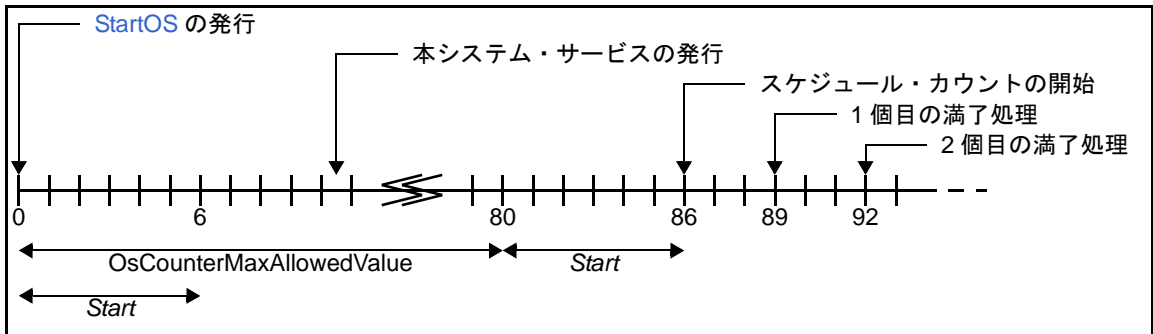 StartOS の発行
本システム・サービスの発行
スケジュール・カウントの開始
1 個目の満了処理
2 個目の満了処理
0 6 80 86 89 92
OsCounterMaxAllowedValue Start
Start